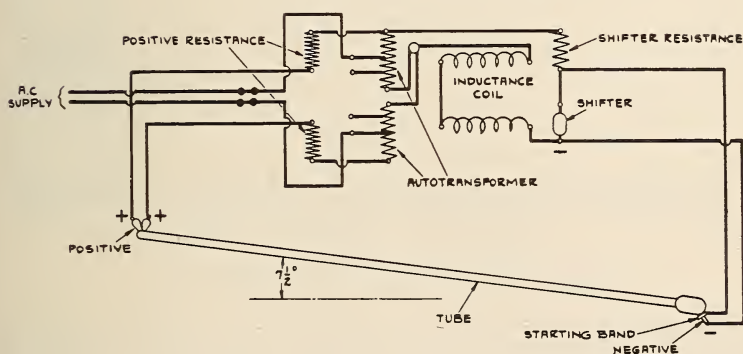 POSITIVE RESISTANCE
SHIFTER RESISTANCE
A.C
SUPPLY
INDUCTANCE
COIL
SHIFTER
−
AUTOTRANSFORMER
+ +
POSITIVE
7½°
TUBE
STARTING BAND
NEGATIVE −